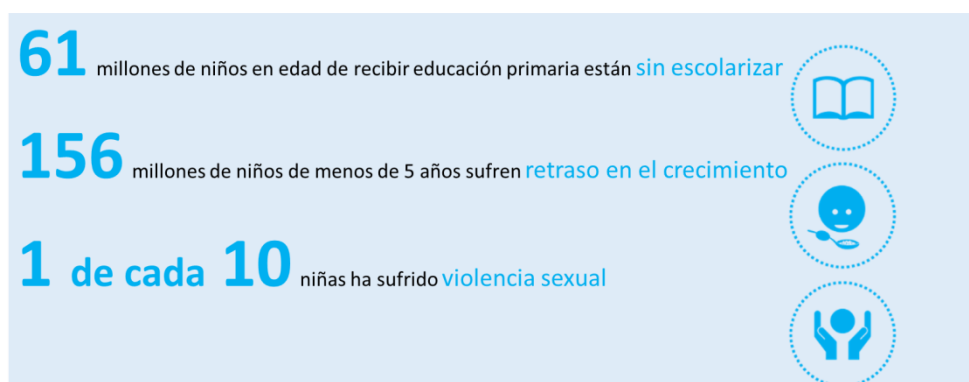 61 millones de niños en edad de recibir educación primaria están sin escolarizar
156 millones de niños de menos de 5 años sufren retraso en el crecimiento
1 de cada 10 niñas ha sufrido violencia sexual